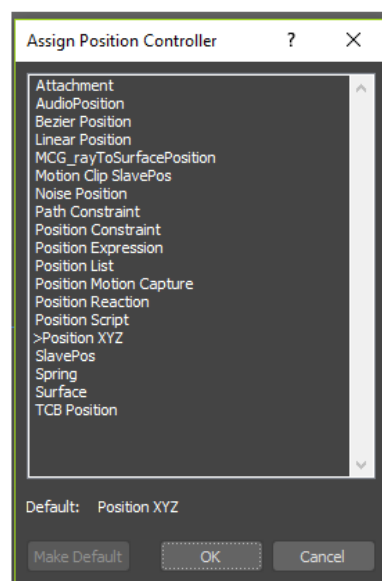 Assign Position Controller ?
Attachment
AudioPosition
Bezier Position
Linear Position
MCG_rayToSurfacePosition
Motion Clip SlavePos
Noise Position
Path Constraint
Position Constraint
Position Expression
Position List
Position Motion Capture
Position Reaction
Position Script
>Position XYZ
SlavePos
Spring
Surface
TCB Position
Default: Position XYZ
Make Default OK Cancel